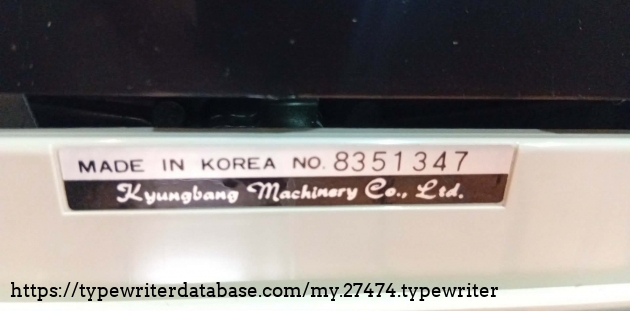 MADE IN KOREA NO. 8351347
Kyungbang Machinery Co., Ltd.
https://typewriterdatabase.com/my.27474.typewriter